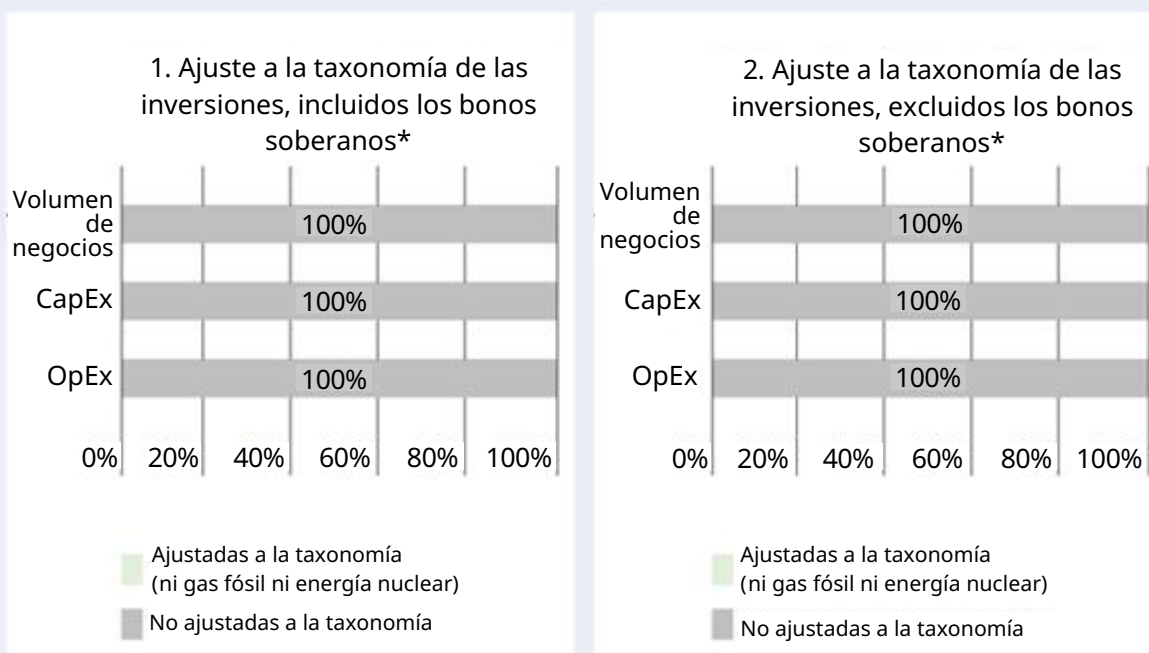 1. Ajuste a la taxonomía de las
inversiones, incluidos los bonos
soberanos*
Volumen
de
negocios
100%
CapEx
100%
OpEx
100%
0% 20% 40% 60% 80% 100%
Ajustadas a la taxonomía
(ni gas fósil ni energía nuclear)
No ajustadas a la taxonomía
2. Ajuste a la taxonomía de las
inversiones, excluidos los bonos
soberanos*
Volumen
de
negocios
100%
CapEx
100%
OpEx
100%
0% 20% 40% 60% 80% 100%
Ajustadas a la taxonomía
(ni gas fósil ni energía nuclear)
No ajustadas a la taxonomía